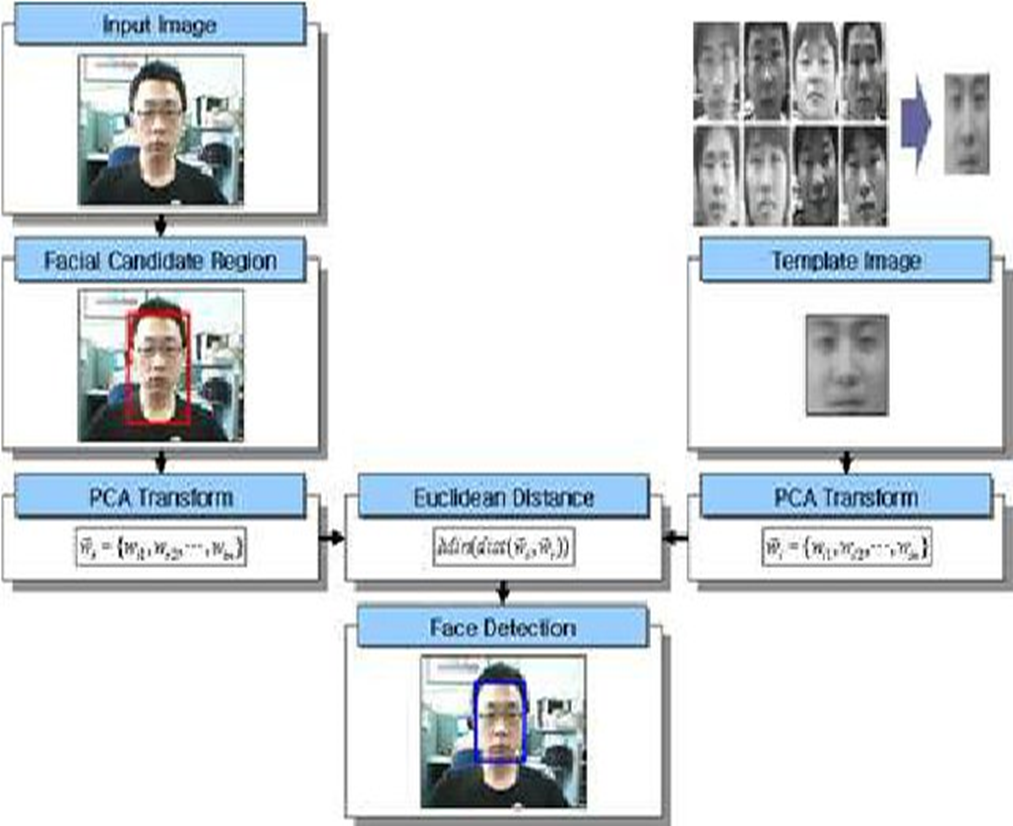 Input Image
Facial Candidate Region
Template Image
PCA Transform
Euclidean Distance
PCA Transform
Face Detection